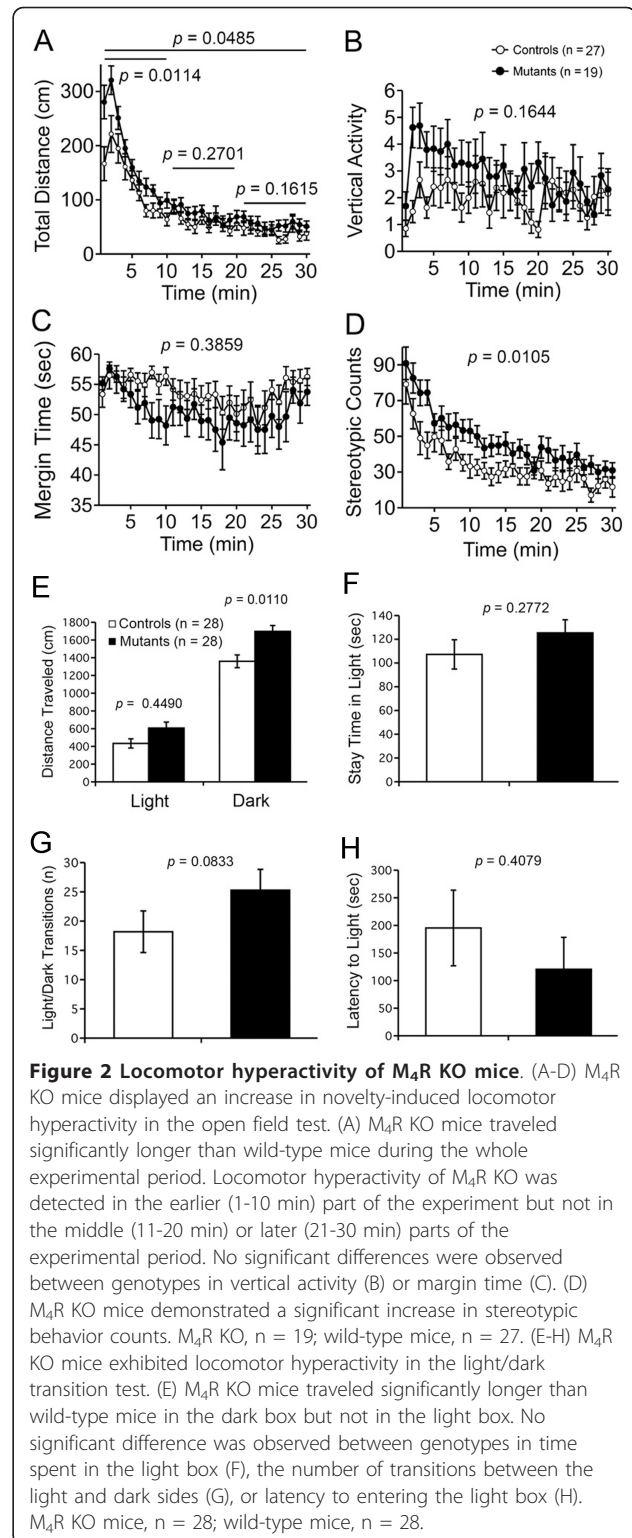 A
p = 0.0485
p = 0.0114
p = 0.2701
p = 0.1615
Total Distance (cm)
300
200
100
0
5 10 15 20 25 30
Time (min)
B
Controls (n = 27)
Mutants (n = 19)
p = 0.1644
Vertical Activity
6
5
4
3
2
1
0
5 10 15 20 25 30
Time (min)
C
p = 0.3859
Mergin Time (sec)
60
55
50
45
40
35
5 10 15 20 25 30
Time (min)
D
p = 0.0105
Stereotypic Counts
90
70
50
30
10
5 10 15 20 25 30
Time (min)
E
p = 0.0110
Controls (n = 28)
Mutants (n = 28)
p = 0.4490
Distance Traveled (cm)
1800
1600
1400
1200
1000
800
600
400
200
0
Light Dark
F
p = 0.2772
Stay Time in Light (sec)
140
120
100
80
60
40
20
0
G
p = 0.0833
Light/Dark Transitions (n)
30
25
20
15
10
5
0
H
p = 0.4079
Latency to Light (sec)
300
250
200
150
100
50
0
Figure 2 Locomotor hyperactivity of M₄R KO mice. (A-D) M₄R
KO mice displayed an increase in novelty-induced locomotor
hyperactivity in the open field test. (A) M₄R KO mice traveled
significantly longer than wild-type mice during the whole
experimental period. Locomotor hyperactivity of M₄R KO was
detected in the earlier (1-10 min) part of the experiment but not in
the middle (11-20 min) or later (21-30 min) parts of the
experimental period. No significant differences were observed
between genotypes in vertical activity (B) or margin time (C). (D)
M₄R KO mice demonstrated a significant increase in stereotypic
behavior counts. M₄R KO, n = 19; wild-type mice, n = 27. (E-H) M₄R
KO mice exhibited locomotor hyperactivity in the light/dark
transition test. (E) M₄R KO mice traveled significantly longer than
wild-type mice in the dark box but not in the light box. No
significant difference was observed between genotypes in time
spent in the light box (F), the number of transitions between the
light and dark sides (G), or latency to entering the light box (H).
M₄R KO mice, n = 28; wild-type mice, n = 28.